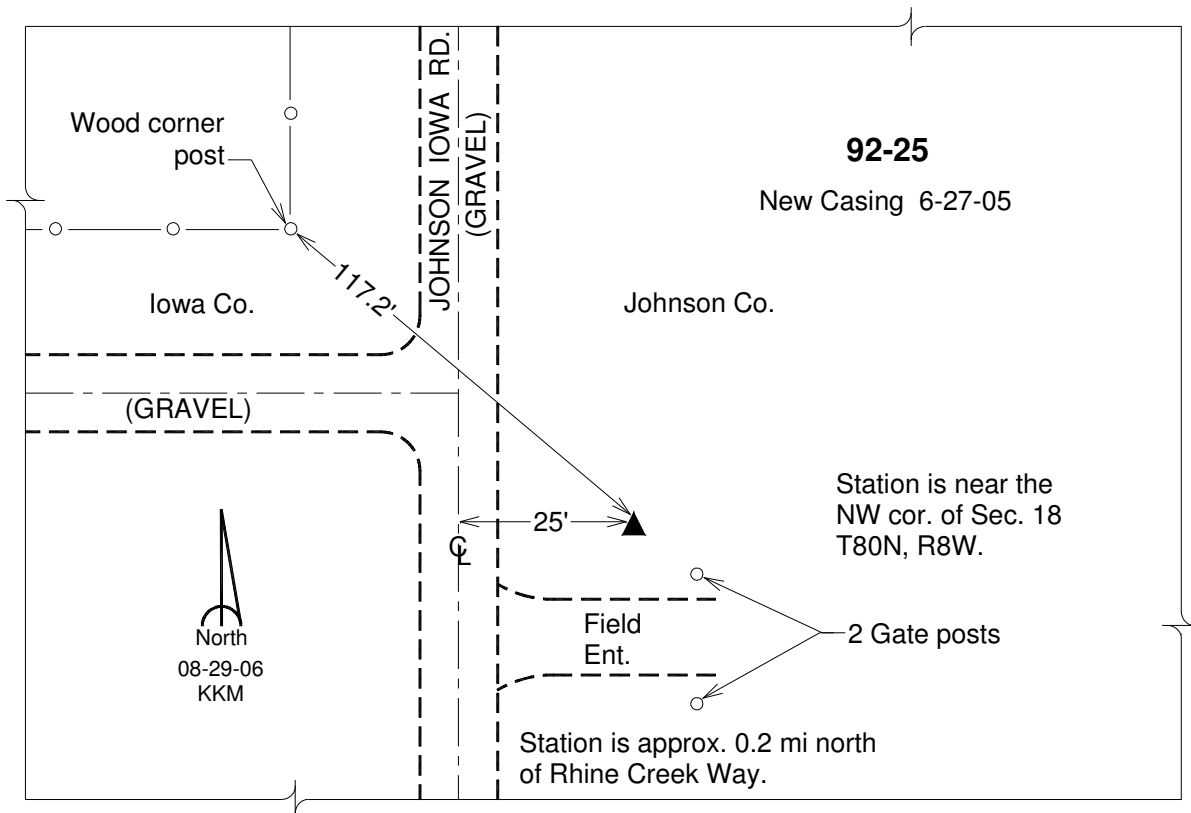 JOHNSON IOWA RD.
(GRAVEL)
Wood corner
post
92-25
New Casing 6-27-05
117.2'
Iowa Co.
Johnson Co.
(GRAVEL)
Station is near the
NW cor. of Sec. 18
T80N, R8W.
25'
CL
Field
Ent.
2 Gate posts
North
08-29-06
KKM
Station is approx. 0.2 mi north
of Rhine Creek Way.